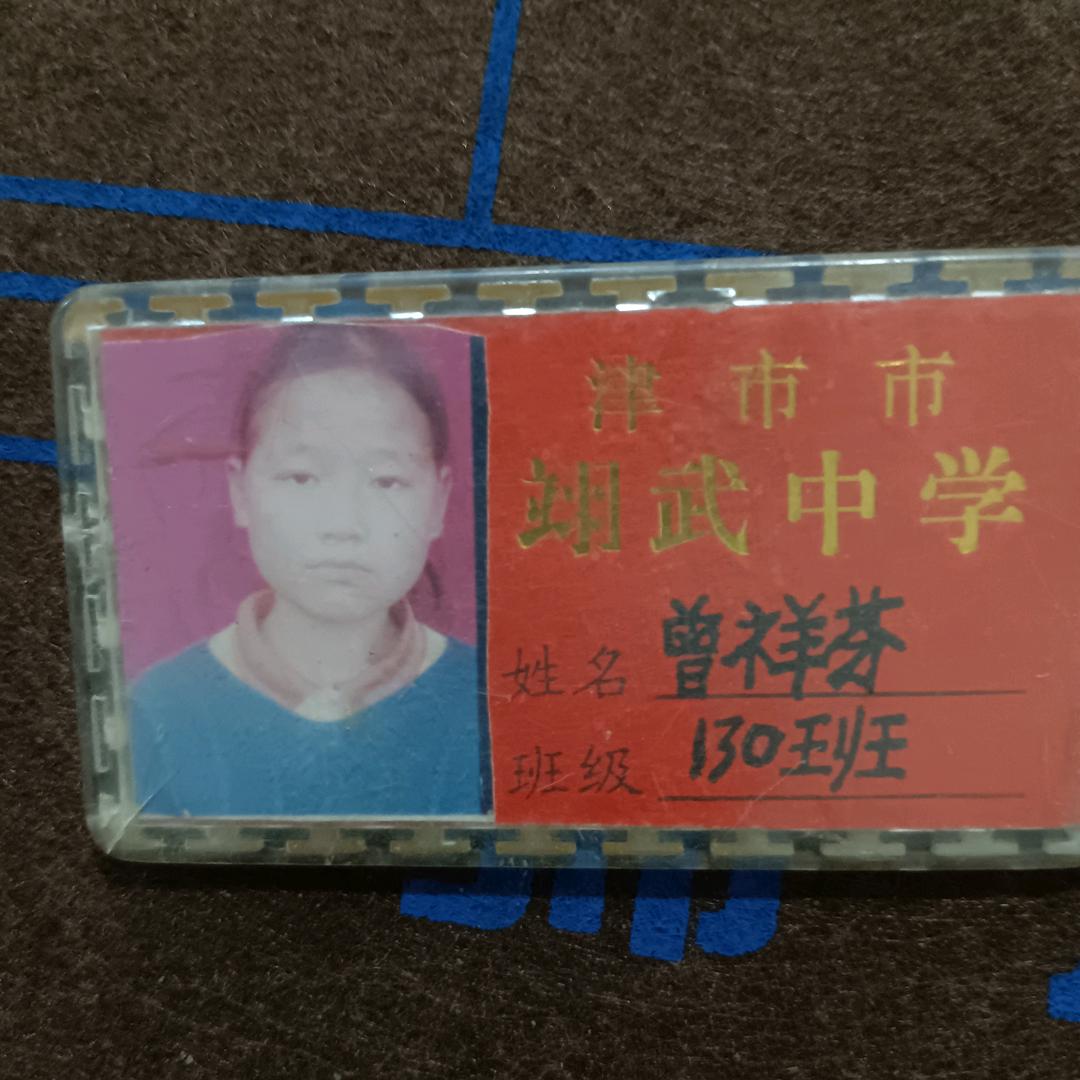 津市市
翊武中学
姓名 曾祥芬
班级 130班